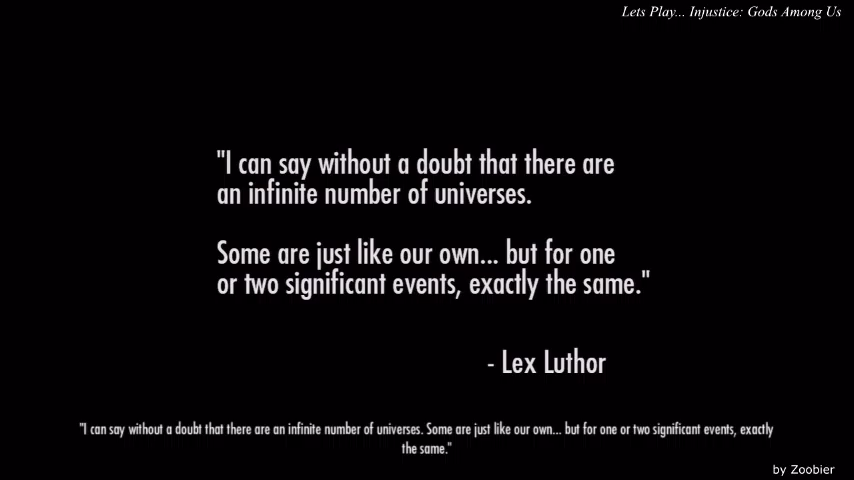 Lets Play... Injustice: Gods Among Us
"I can say without a doubt that there are
an infinite number of universes.
Some are just like our own... but for one
or two significant events, exactly the same."
- Lex Luthor
"I can say without a doubt that there are an infinite number of universes. Some are just like our own... but for one or two significant events, exactly
the same."
by Zoobier